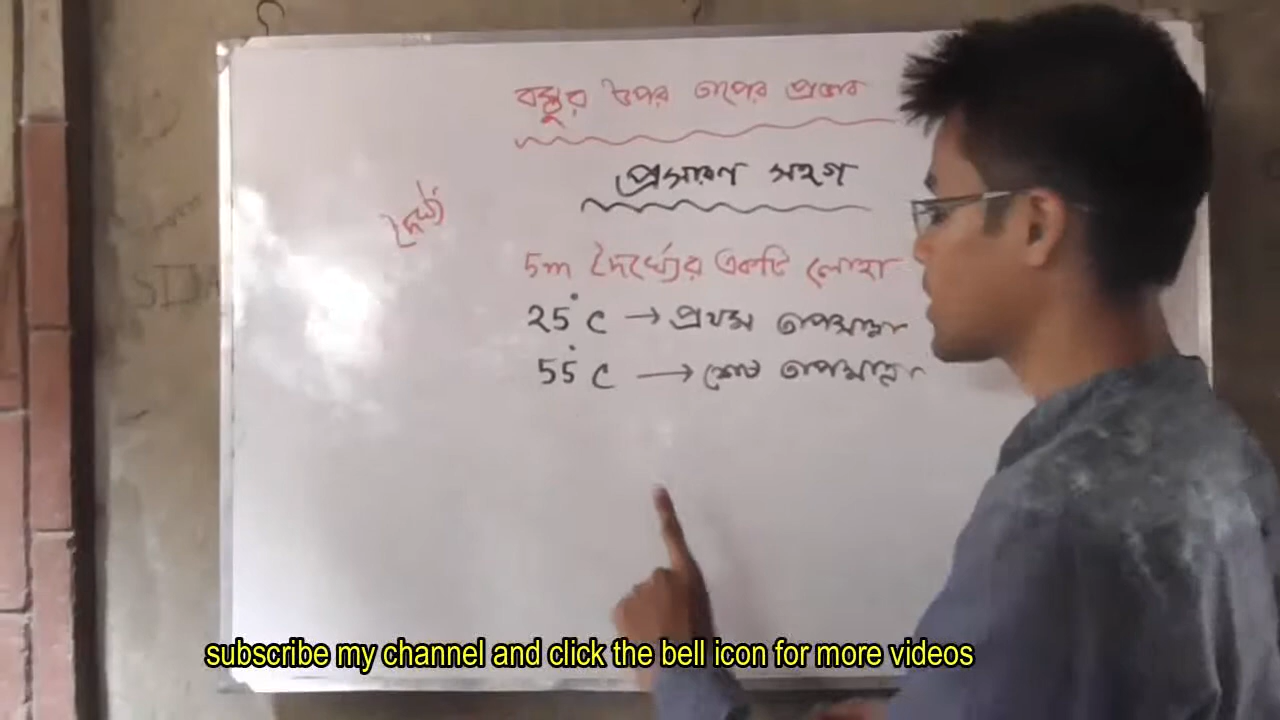 বস্তুর উপর তাপের প্রভাব
প্রসারণ সহগ
দৈর্ঘ্য
5m দৈর্ঘ্যের একটি লোহা
25°C → প্রথম তাপমাত্রা
55°C → শেষ তাপমাত্রা
subscribe my channel and click the bell icon for more videos